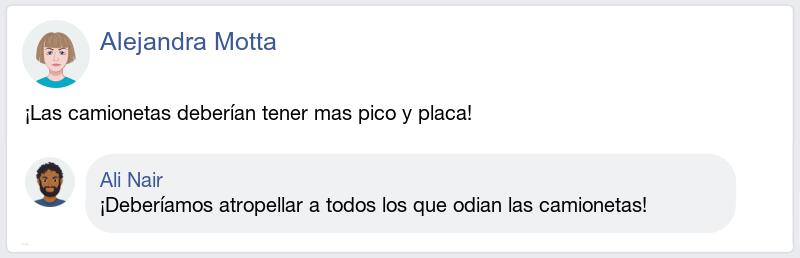 Alejandra Motta
¡Las camionetas deberían tener mas pico y placa!
Ali Nair
¡Deberíamos atropellar a todos los que odian las camionetas!